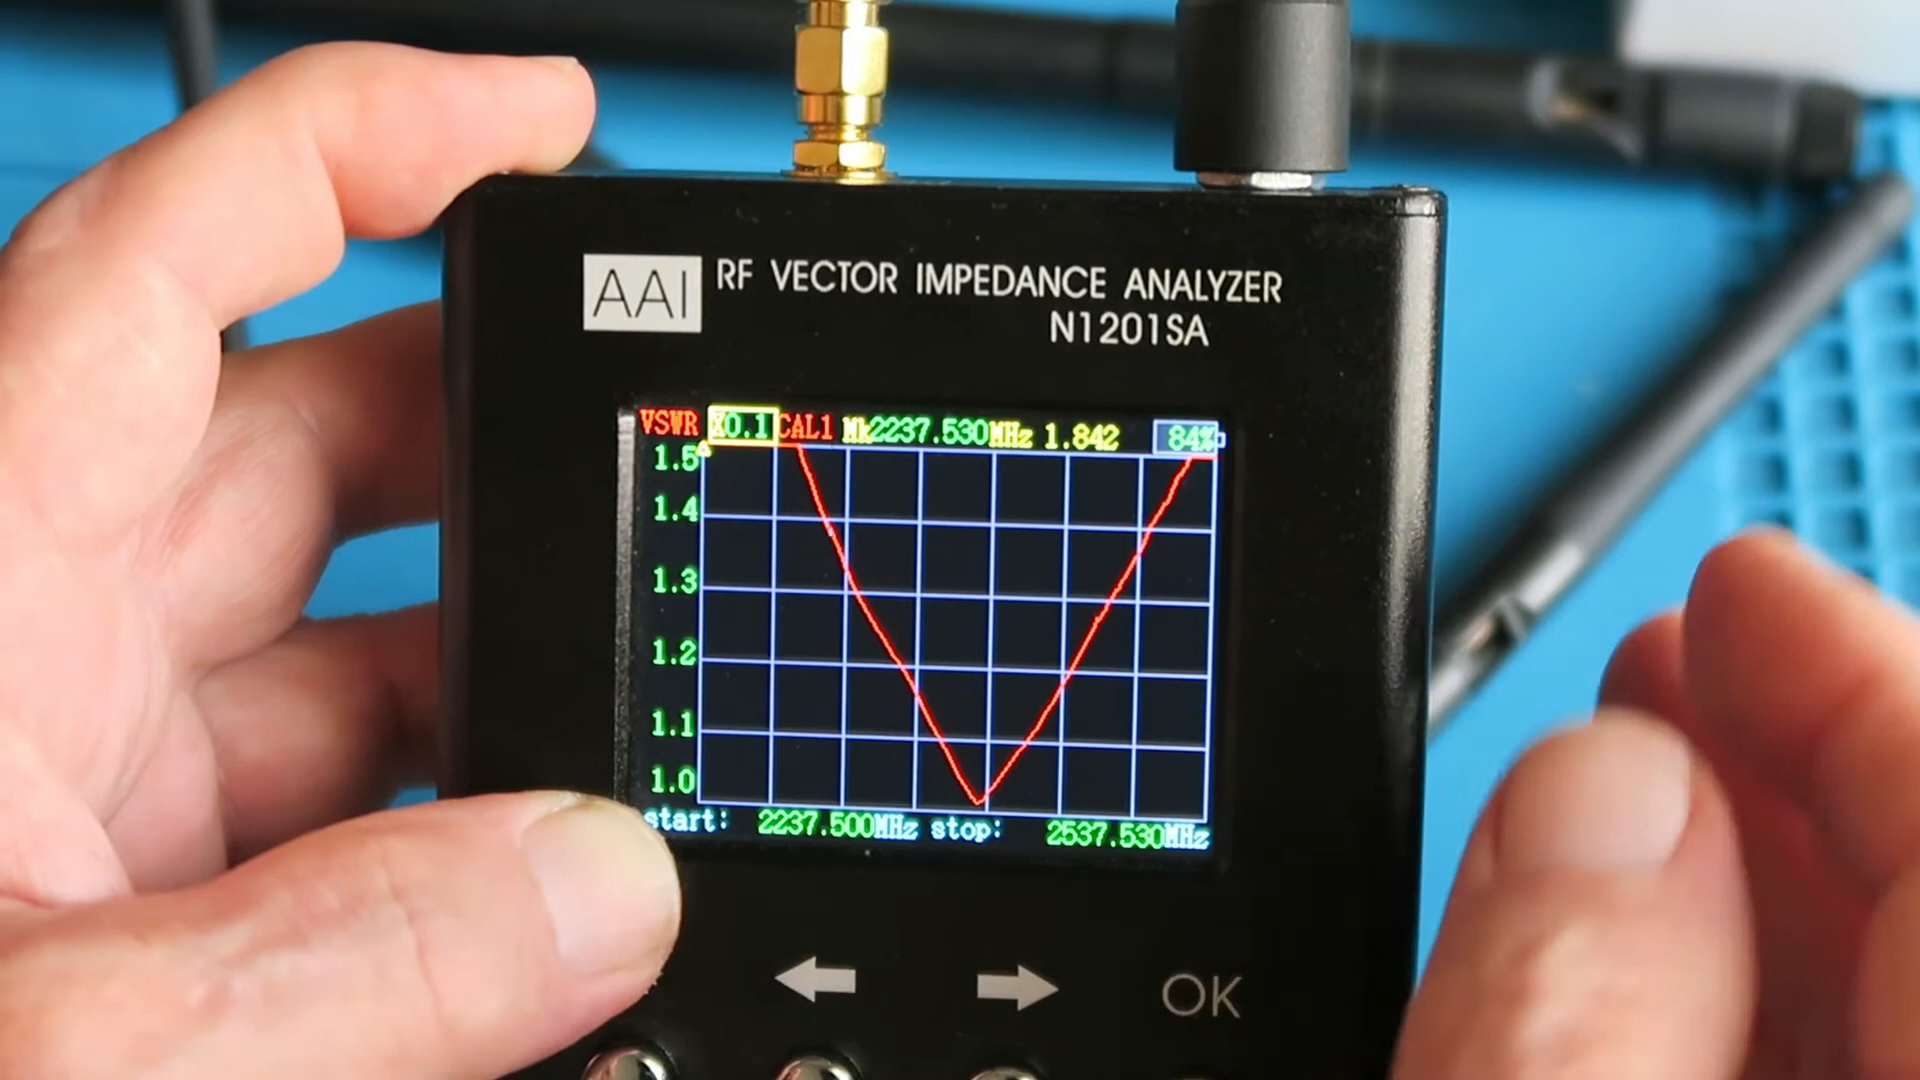 AAI RF VECTOR IMPEDANCE ANALYZER
N1201SA
VSWR X0.1 CAL1 Mk2237.530MHz 1.842 84%
1.5
1.4
1.3
1.2
1.1
1.0
start: 2237.500MHz stop: 2537.530MHz
OK